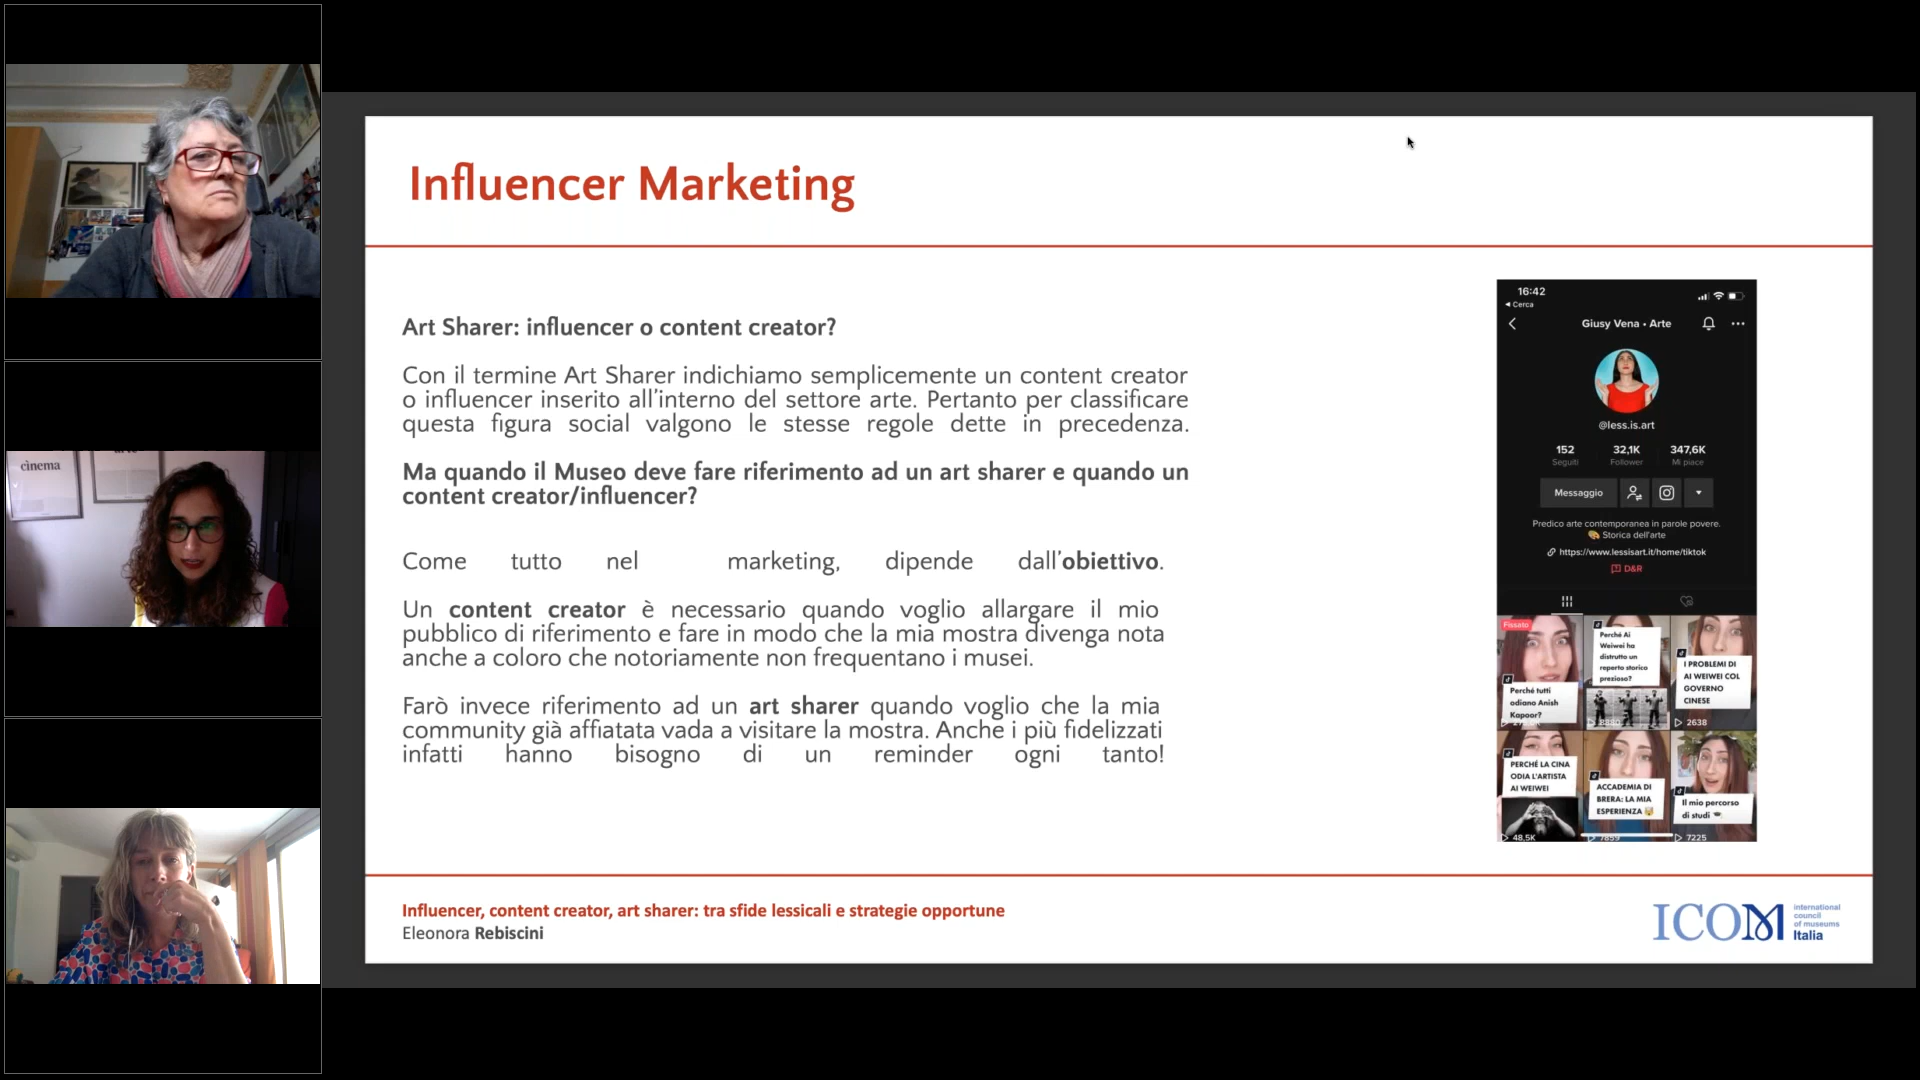 cinema
Influencer Marketing
Art Sharer: influencer o content creator?
Con il termine Art Sharer indichiamo semplicemente un content creator
o influencer inserito all'interno del settore arte. Pertanto per classificare
questa figura social valgono le stesse regole dette in precedenza.
Ma quando il Museo deve fare riferimento ad un art sharer e quando un
content creator/influencer?
Come tutto nel marketing, dipende dall'obiettivo.
Un content creator è necessario quando voglio allargare il mio
pubblico di riferimento e fare in modo che la mia mostra divenga nota
anche a coloro che notoriamente non frequentano i musei.
Farò invece riferimento ad un art sharer quando voglio che la mia
community già affiatata vada a visitare la mostra. Anche i più fidelizzati
infatti hanno bisogno di un reminder ogni tanto!
16:42
Cerca
Giusy Vena • Arte
@less.is.art
152 32,1K 347,6K
Seguiti Follower Mi piace
Messaggio
Predico arte contemporanea in parole povere.
🎨 Storica dell'arte
https://www.lessisart.it/home/tiktok
D&R
Fissato
Perché tutti
odiano Anish
Kapoor?
Perché Ai
Weiwei ha
distrutto un
reperto storico
prezioso?
8880
I PROBLEMI DI
AI WEIWEI COL
GOVERNO
CINESE
2638
PERCHÉ LA CINA
ODIA L'ARTISTA
AI WEIWEI
48,5K
ACCADEMIA DI
BRERA: LA MIA
ESPERIENZA 🤯
7859
Il mio percorso
di studi 🎓
7225
Influencer, content creator, art sharer: tra sfide lessicali e strategie opportune
Eleonora Rebiscini
ICOM
international
council
of museums
Italia